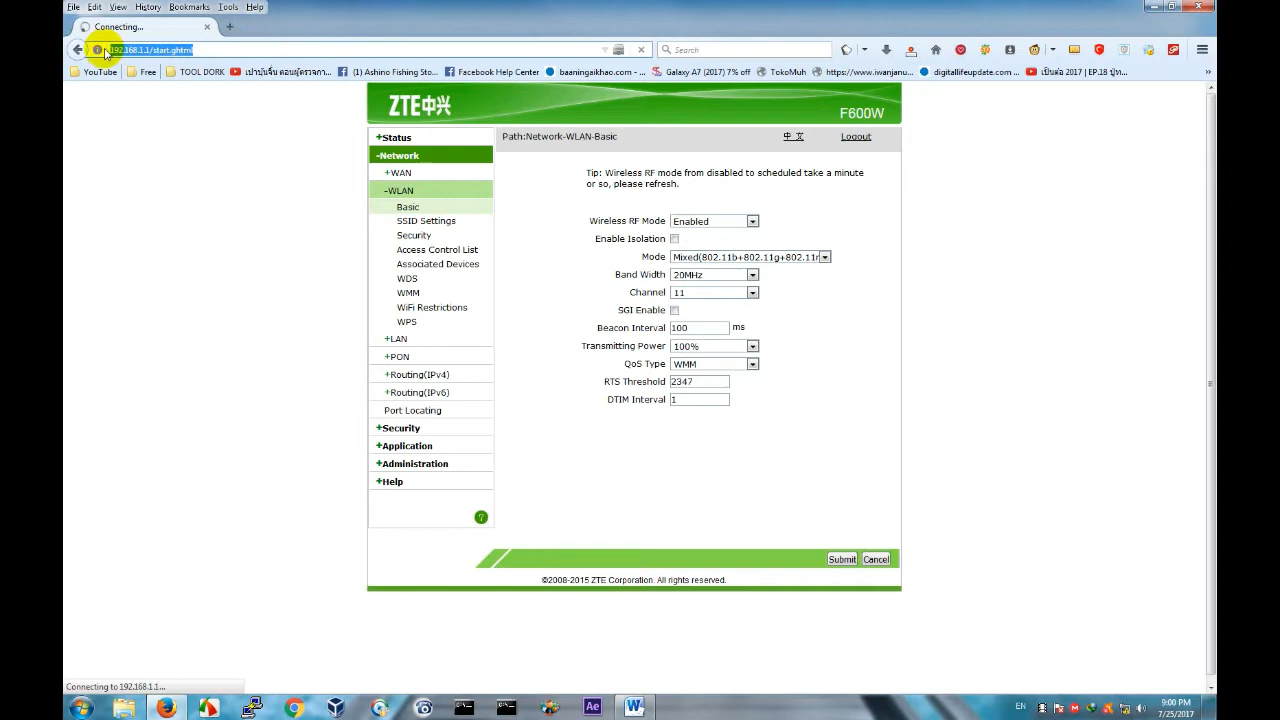 File Edit View History Bookmarks Tools Help
Connecting...
192.168.1.1/start.ghtml
Search
YouTube Free TOOL DORK (1) Ashino Fishing Sto... Facebook Help Center baaningaikhao.com -... Galaxy A7 (2017) 7% off TokoMuh https://www.iwanjanu... digitallifeupdate.com ...
ZTE中兴
F600W
+Status
Path:Network-WLAN-Basic 中 文 Logout
-Network
+WAN
-WLAN
Basic
SSID Settings
Security
Access Control List
Associated Devices
WDS
WMM
WiFi Restrictions
WPS
+LAN
+PON
+Routing(IPv4)
+Routing(IPv6)
Port Locating
+Security
+Application
+Administration
+Help
?
Tip: Wireless RF mode from disabled to scheduled take a minute
or so, please refresh.
Wireless RF Mode Enabled
Enable Isolation
Mode Mixed(802.11b+802.11g+802.11n
Band Width 20MHz
Channel 11
SGI Enable
Beacon Interval 100 ms
Transmitting Power 100%
QoS Type WMM
RTS Threshold 2347
DTIM Interval 1
Submit Cancel
©2008-2015 ZTE Corporation. All rights reserved.
Connecting to 192.168.1.1...
Ae
W
EN
9:00 PM
7/25/2017